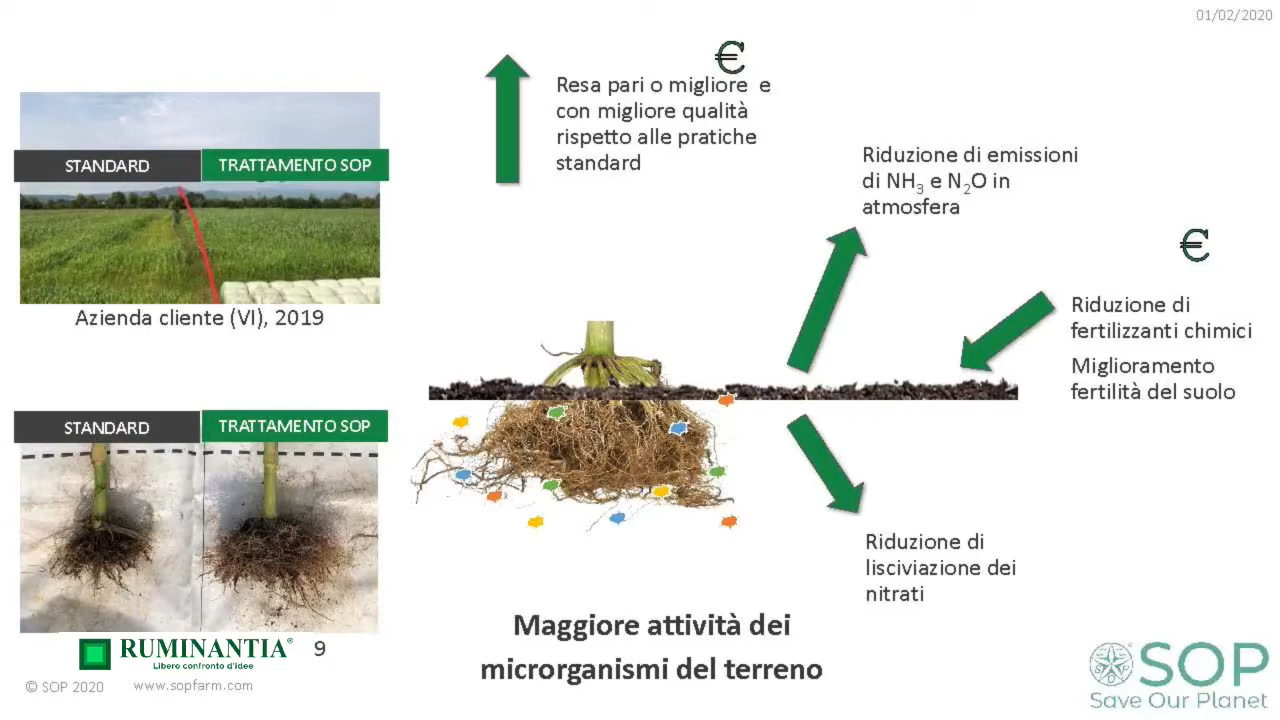 01/02/2020
€
Resa pari o migliore e
con migliore qualità
rispetto alle pratiche
standard
STANDARD
TRATTAMENTO SOP
Azienda cliente (VI), 2019
Riduzione di emissioni
di NH₃ e N₂O in
atmosfera
€
Riduzione di
fertilizzanti chimici
Miglioramento
fertilità del suolo
STANDARD
TRATTAMENTO SOP
Riduzione di
lisciviazione dei
nitrati
Maggiore attività dei
microrganismi del terreno
RUMINANTIA®
Libero confronto d'idee
9
© SOP 2020
www.sopfarm.com
SOP
Save Our Planet